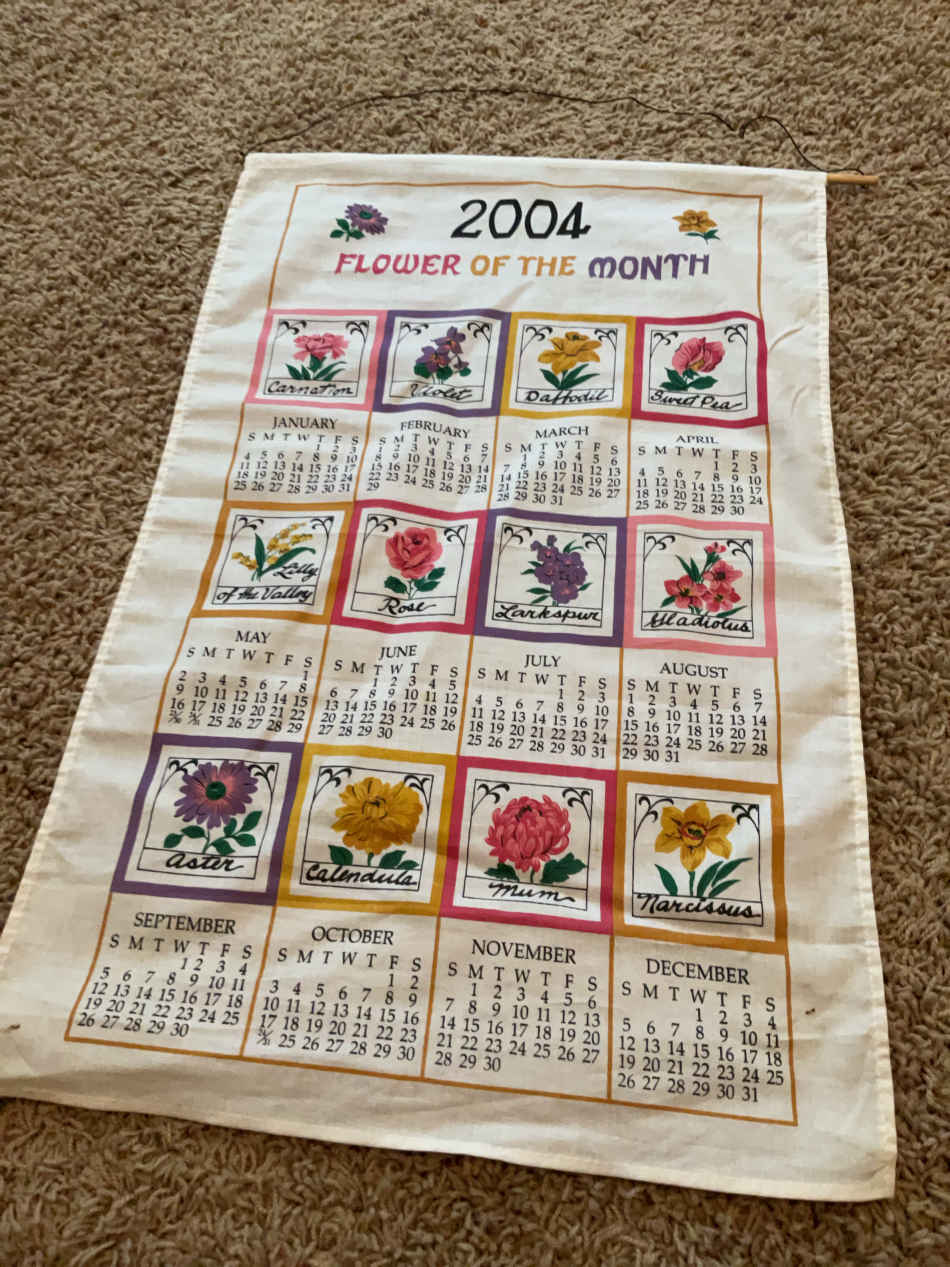 2004
FLOWER OF THE MONTH
Carnation
JANUARY
S M T W T F S
1 2 3
4 5 6 7 8 9 10
11 12 13 14 15 16 17
18 19 20 21 22 23 24
25 26 27 28 29 30 31
Violet
FEBRUARY
S M T W T F S
1 2 3 4 5 6 7
8 9 10 11 12 13 14
15 16 17 18 19 20 21
22 23 24 25 26 27 28
29
Daffodil
MARCH
S M T W T F S
1 2 3 4 5 6
7 8 9 10 11 12 13
14 15 16 17 18 19 20
21 22 23 24 25 26 27
28 29 30 31
Sweet Pea
APRIL
S M T W T F S
1 2 3
4 5 6 7 8 9 10
11 12 13 14 15 16 17
18 19 20 21 22 23 24
25 26 27 28 29 30
Lilly
of the Valley
MAY
S M T W T F S
1
2 3 4 5 6 7 8
9 10 11 12 13 14 15
16 17 18 19 20 21 22
23/30 24/31 25 26 27 28 29
Rose
JUNE
S M T W T F S
1 2 3 4 5
6 7 8 9 10 11 12
13 14 15 16 17 18 19
20 21 22 23 24 25 26
27 28 29 30
Larkspur
JULY
S M T W T F S
1 2 3
4 5 6 7 8 9 10
11 12 13 14 15 16 17
18 19 20 21 22 23 24
25 26 27 28 29 30 31
Gladiolus
AUGUST
S M T W T F S
1 2 3 4 5 6 7
8 9 10 11 12 13 14
15 16 17 18 19 20 21
22 23 24 25 26 27 28
29 30 31
Aster
SEPTEMBER
S M T W T F S
1 2 3 4
5 6 7 8 9 10 11
12 13 14 15 16 17 18
19 20 21 22 23 24 25
26 27 28 29 30
Calendula
OCTOBER
S M T W T F S
1 2
3 4 5 6 7 8 9
10 11 12 13 14 15 16
17 18 19 20 21 22 23
24/31 25 26 27 28 29 30
Mum
NOVEMBER
S M T W T F S
1 2 3 4 5 6
7 8 9 10 11 12 13
14 15 16 17 18 19 20
21 22 23 24 25 26 27
28 29 30
Narcissus
DECEMBER
S M T W T F S
1 2 3 4
5 6 7 8 9 10 11
12 13 14 15 16 17 18
19 20 21 22 23 24 25
26 27 28 29 30 31